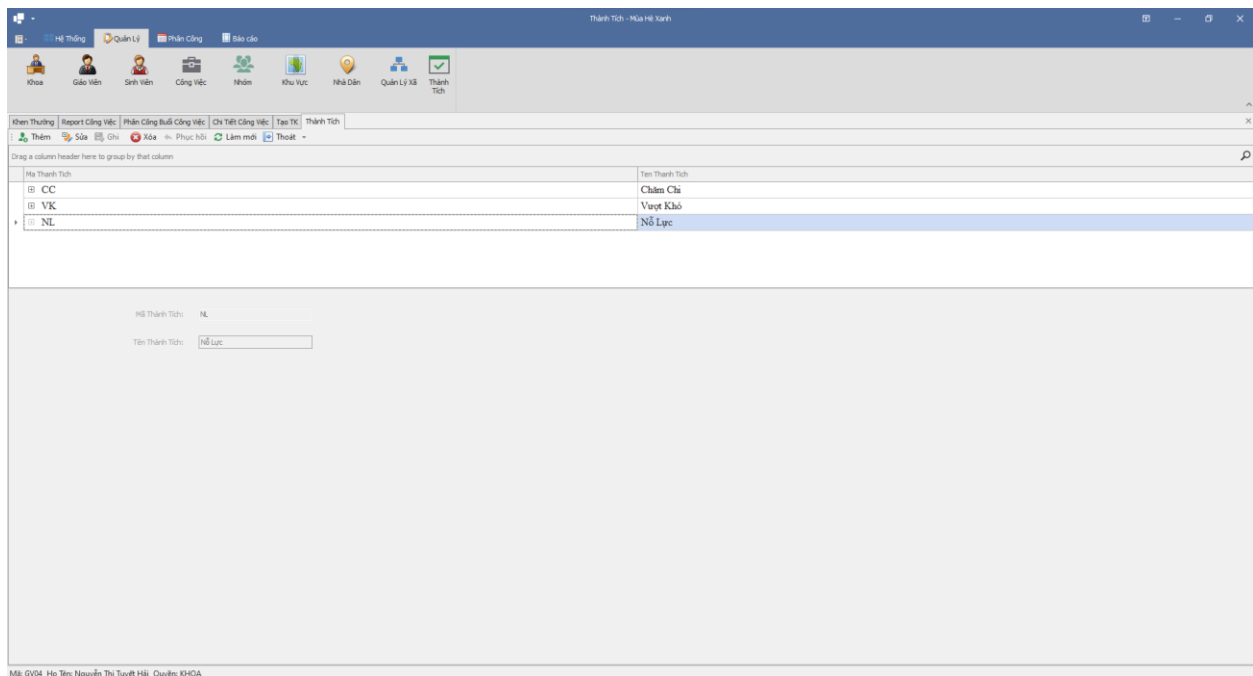 Thành Tích - Mùa Hè Xanh
Hệ Thống Quản Lý Phân Công Báo cáo
Khoa Giáo Viên Sinh Viên Công Việc Nhóm Khu Vực Nhà Dân Quản Lý Xã Thành Tích
Khen Thưởng Report Công Việc Phân Công Buổi Công Việc Chi Tiết Công Việc Tạo TK Thành Tích
Thêm Sửa Ghi Xóa Phục hồi Làm mới Thoát
Drag a column header here to group by that column
Ma Thanh Tich Ten Thanh Tich
CC Chăm Chỉ
VK Vượt Khó
NL Nỗ Lực
Mã Thành Tích: NL
Tên Thành Tích: Nỗ Lực
Mã: GV04 Họ Tên: Nguyễn Thị Tuyết Hải Quyền: KHOA